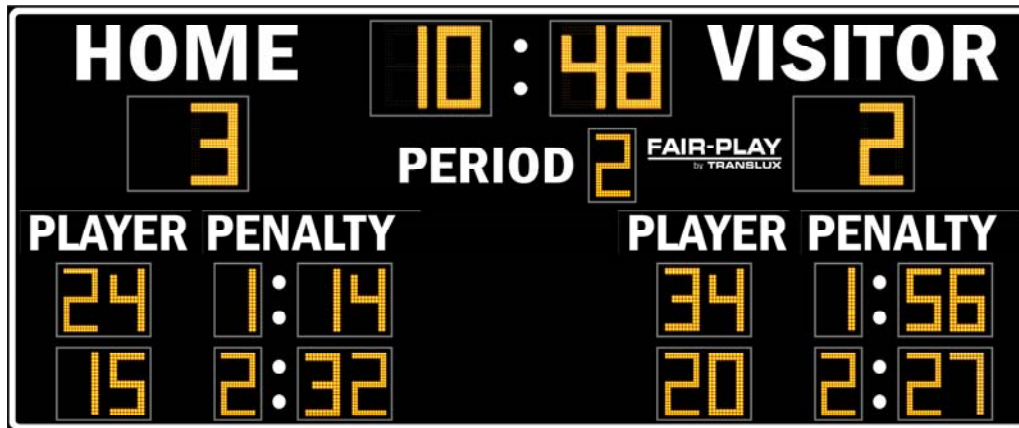 HOME 10:48 VISITOR
3 PERIOD 2 FAIR-PLAY 2
by TRANSLUX
PLAYER PENALTY PLAYER PENALTY
24 1:14 34 1:56
15 2:32 20 2:27